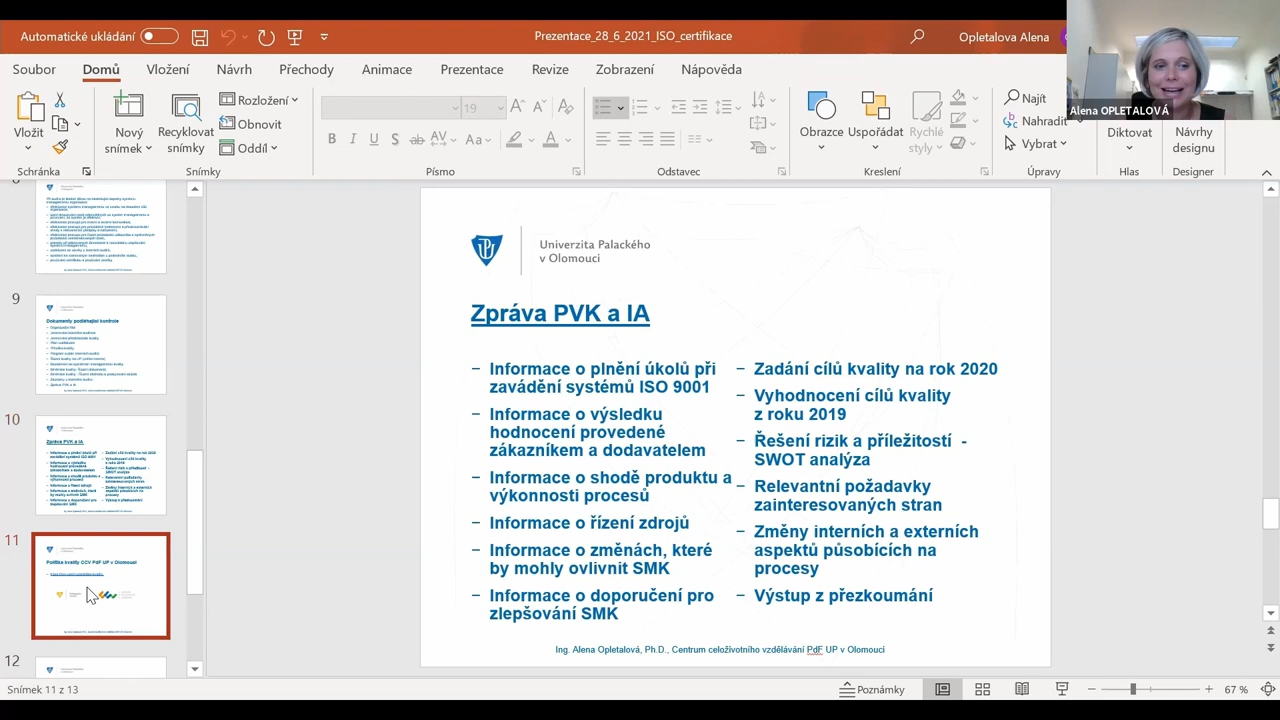 Automatické ukládání
Prezentace_28_6_2021_ISO_certifikace
Opletalova Alena
Alena OPLETALOVÁ
Soubor
Domů
Vložení
Návrh
Přechody
Animace
Prezentace
Revize
Zobrazení
Nápověda
Vložit
Nový
snímek
Recyklovat
snímky
Rozložení
Obnovit
Oddíl
19
Obrazce
Uspořádat
Rychlé
styly
Najít
Nahradit
Vybrat
Diktovat
Návrhy
designu
Schránka
Snímky
Písmo
Odstavec
Kreslení
Úpravy
Hlas
Designer
9
Dokumenty podléhající kontrole
10
Zpráva PVK a IA
11
Politika kvality CCV PdF UP v Olomouci
12
Univerzita Palackého
v Olomouci
Zpráva PVK a IA
– Informace o plnění úkolů při
zavádění systémů ISO 9001
– Informace o výsledku
hodnocení provedené
zákazníkem a dodavatelem
– Informace o shodě produktu a
výkonnosti procesů
– Informace o řízení zdrojů
– Informace o změnách, které
by mohly ovlivnit SMK
– Informace o doporučení pro
zlepšování SMK
– Zadání cílů kvality na rok 2020
– Vyhodnocení cílů kvality
z roku 2019
– Řešení rizik a příležitostí -
SWOT analýza
– Relevantní požadavky
zainteresovaných stran
– Změny interních a externích
aspektů působících na
procesy
– Výstup z přezkoumání
Ing. Alena Opletalová, Ph.D., Centrum celoživotního vzdělávání PdF UP v Olomouci
Snímek 11 z 13
Poznámky
67 %